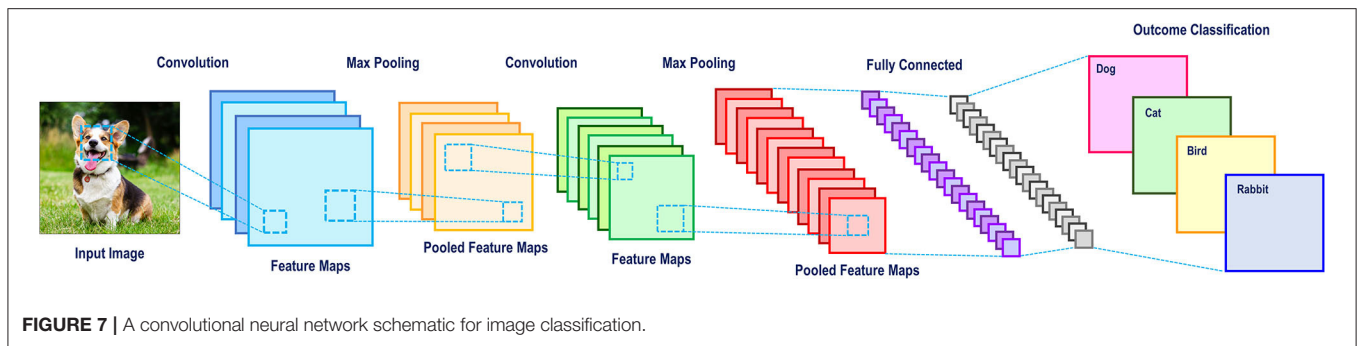 Outcome Classification
Convolution
Max Pooling
Convolution
Max Pooling
Fully Connected
Dog
Cat
Bird
Rabbit
Input Image
Feature Maps
Pooled Feature Maps
Feature Maps
Pooled Feature Maps
FIGURE 7 | A convolutional neural network schematic for image classification.